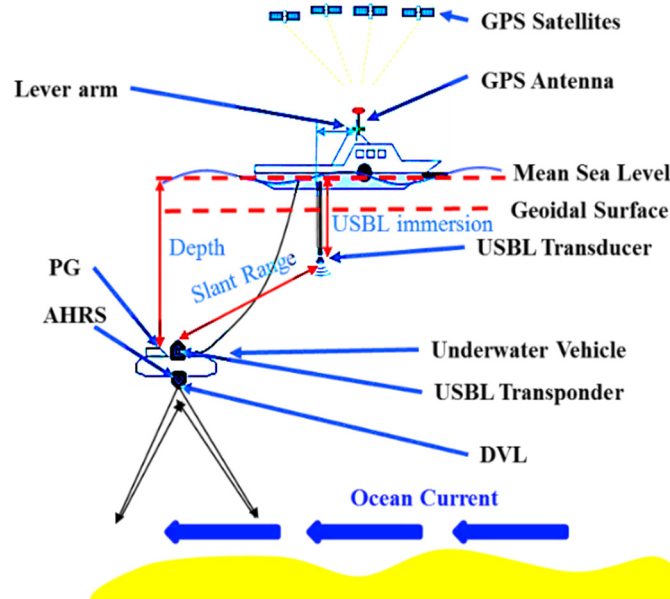 GPS Satellites
GPS Antenna
Lever arm
Mean Sea Level
Geoidal Surface
USBL immersion
Depth
USBL Transducer
Slant Range
PG
AHRS
Underwater Vehicle
USBL Transponder
DVL
Ocean Current